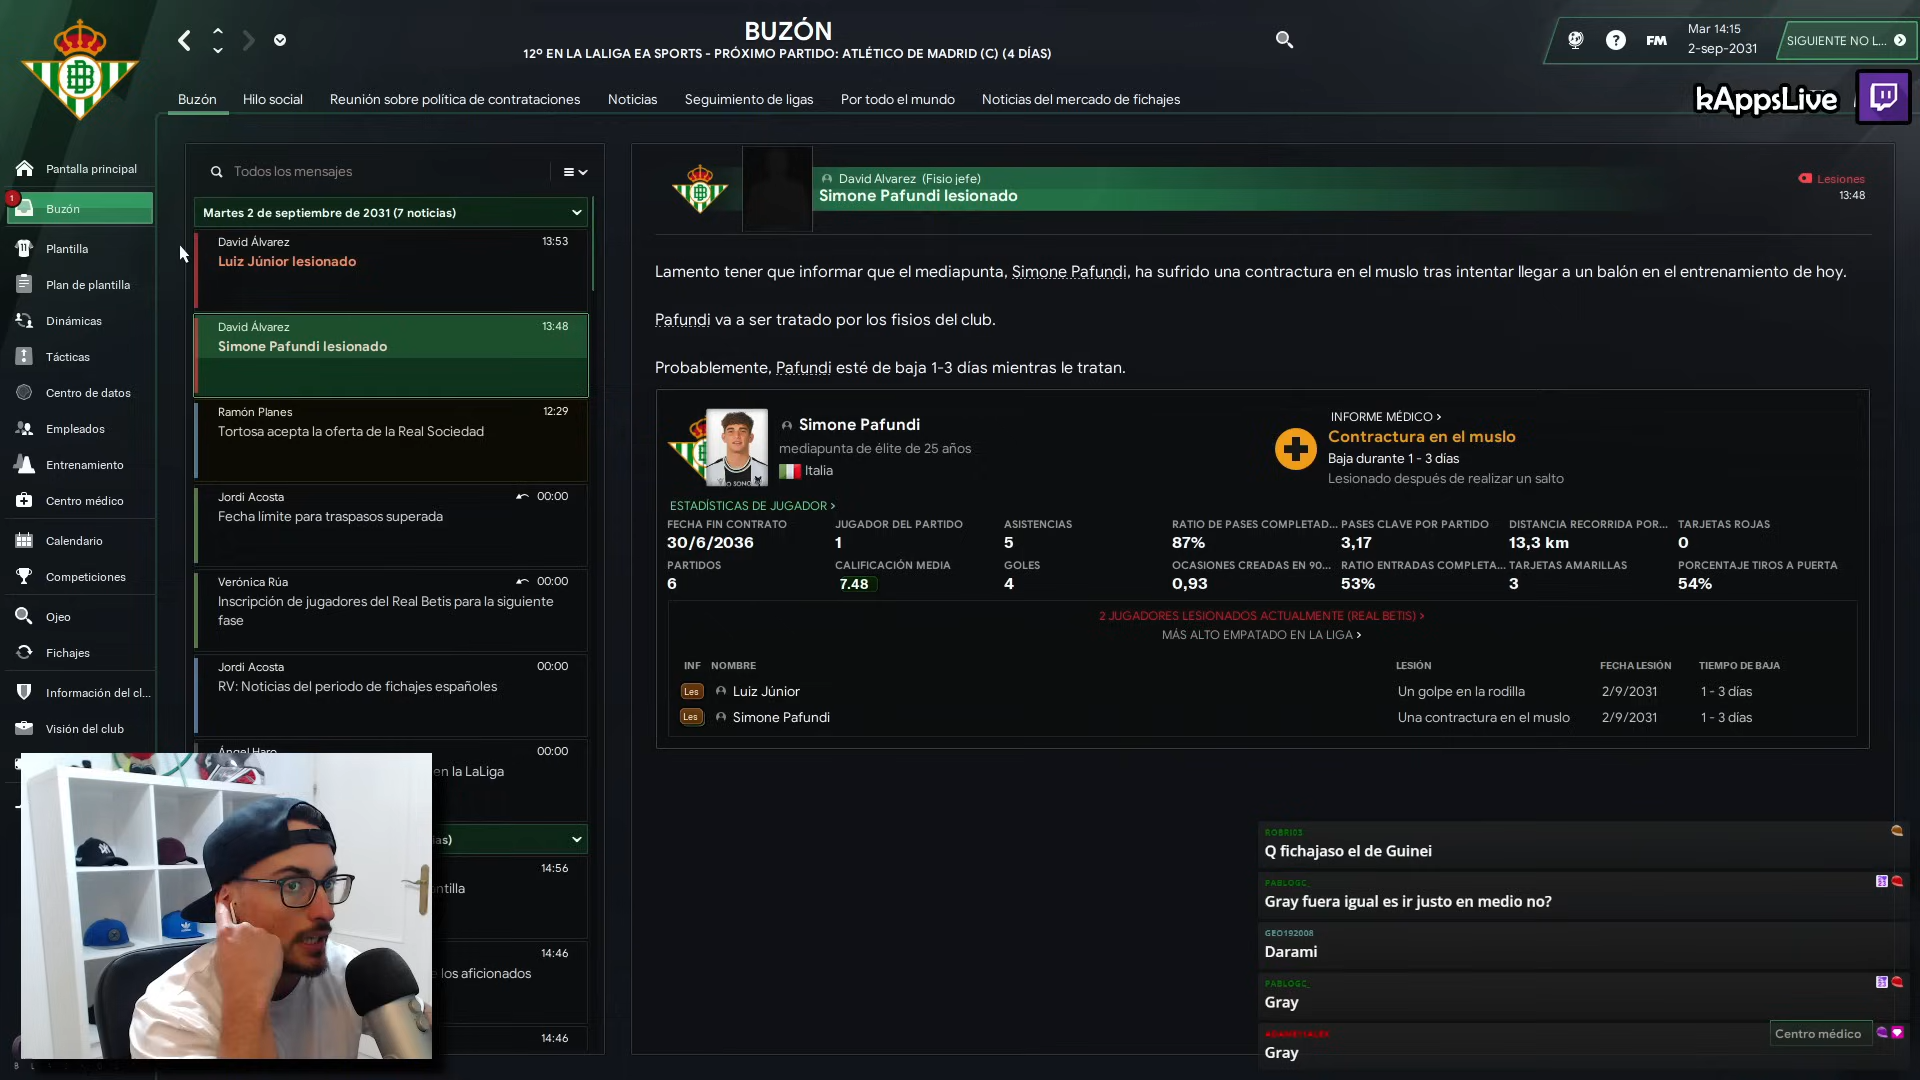 BUZÓN
12º EN LA LALIGA EA SPORTS - PRÓXIMO PARTIDO: ATLÉTICO DE MADRID (C) (4 DÍAS)
FM
Mar 14:15
2-sep-2031
SIGUIENTE NO L...
kAppsLive
Buzón
Hilo social
Reunión sobre política de contrataciones
Noticias
Seguimiento de ligas
Por todo el mundo
Noticias del mercado de fichajes
Pantalla principal
1
Buzón
Plantilla
Plan de plantilla
Dinámicas
Tácticas
Centro de datos
Empleados
Entrenamiento
Centro médico
Calendario
Competiciones
Ojeo
Fichajes
Información del cl...
Visión del club
Todos los mensajes
Martes 2 de septiembre de 2031 (7 noticias)
David Álvarez 13:53
Luiz Júnior lesionado
David Álvarez 13:48
Simone Pafundi lesionado
Ramón Planes 12:29
Tortosa acepta la oferta de la Real Sociedad
Jordi Acosta 00:00
Fecha límite para traspasos superada
Verónica Rúa 00:00
Inscripción de jugadores del Real Betis para la siguiente
fase
Jordi Acosta 00:00
RV: Noticias del periodo de fichajes españoles
Ángel Haro 00:00
en la LaLiga
as)
14:56
ntilla
14:46
e los aficionados
14:46
David Alvarez (Fisio jefe)
Simone Pafundi lesionado
Lesiones
13:48
Lamento tener que informar que el mediapunta, Simone Pafundi, ha sufrido una contractura en el muslo tras intentar llegar a un balón en el entrenamiento de hoy.
Pafundi va a ser tratado por los fisios del club.
Probablemente, Pafundi esté de baja 1-3 días mientras le tratan.
Simone Pafundi
mediapunta de élite de 25 años
Italia
INFORME MÉDICO >
Contractura en el muslo
Baja durante 1 - 3 días
Lesionado después de realizar un salto
ESTADÍSTICAS DE JUGADOR >
FECHA FIN CONTRATO JUGADOR DEL PARTIDO ASISTENCIAS RATIO DE PASES COMPLETAD... PASES CLAVE POR PARTIDO DISTANCIA RECORRIDA POR... TARJETAS ROJAS
30/6/2036 1 5 87% 3,17 13,3 km 0
PARTIDOS CALIFICACIÓN MEDIA GOLES OCASIONES CREADAS EN 90... RATIO ENTRADAS COMPLETA... TARJETAS AMARILLAS PORCENTAJE TIROS A PUERTA
6 7.48 4 0,93 53% 3 54%
2 JUGADORES LESIONADOS ACTUALMENTE (REAL BETIS) >
MÁS ALTO EMPATADO EN LA LIGA >
INF NOMBRE LESIÓN FECHA LESIÓN TIEMPO DE BAJA
Les Luiz Júnior Un golpe en la rodilla 2/9/2031 1 - 3 días
Les Simone Pafundi Una contractura en el muslo 2/9/2031 1 - 3 días
ROBRI03
Q fichajaso el de Guinei
PABLOGC_
Gray fuera igual es ir justo en medio no?
GEO192008
Darami
PABLOGC_
Gray
Gray
Centro médico